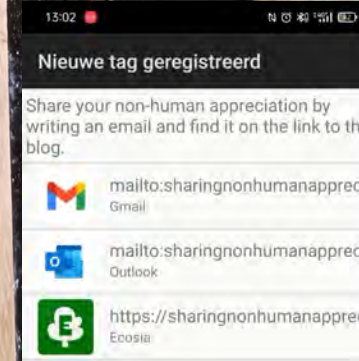 13:02
Nieuwe tag geregistreerd
Share your non-human appreciation by
writing an email and find it on the link to th
blog.
mailto:sharingnonhumanapprec
Gmail
mailto:sharingnonhumanapprec
Outlook
https://sharingnonhumanappre
Ecosia